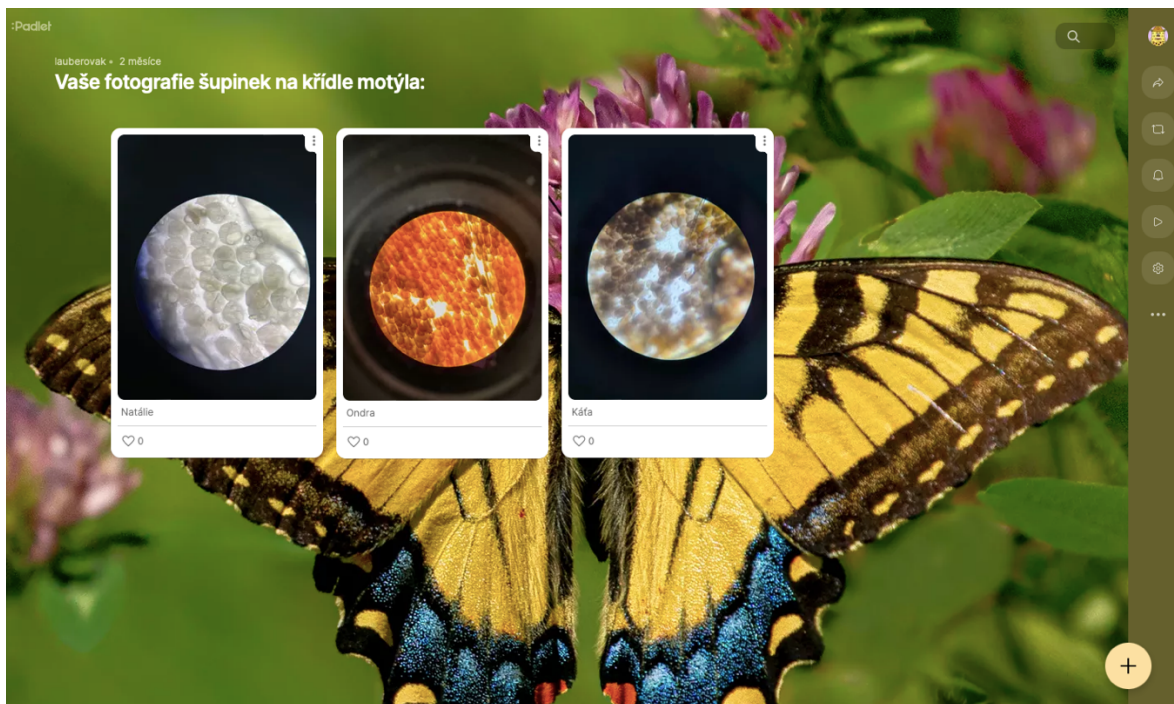 :Padlet
lauberovak • 2 měsíce
Vaše fotografie šupinek na křídle motýla:
Natálie
0
Ondra
0
Káťa
0